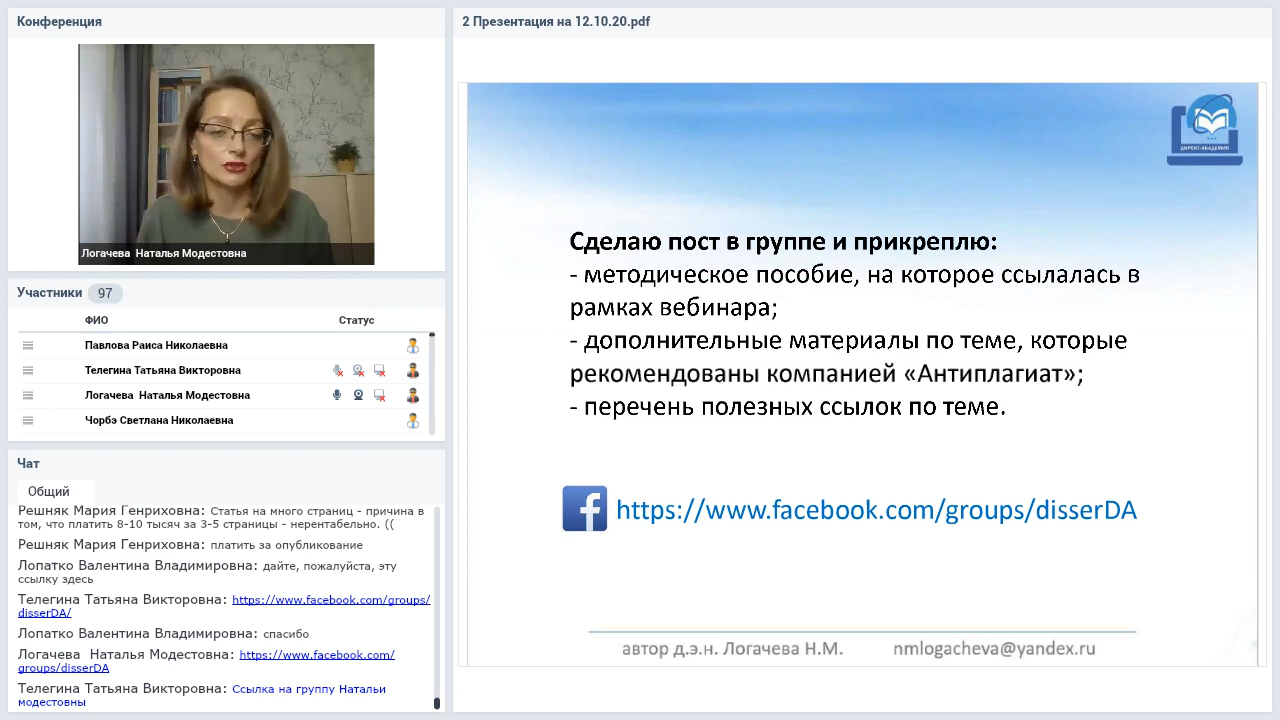 Конференция
Логачева  Наталья Модестовна
Участники 97
ФИО Статус
Павлова Раиса Николаевна
Телегина Татьяна Викторовна
Логачева  Наталья Модестовна
Чорбэ Светлана Николаевна
Чат
Общий
Решняк Мария Генриховна: Статья на много страниц - причина в
том, что платить 8-10 тысяч за 3-5 страницы - нерентабельно. ((
Решняк Мария Генриховна: платить за опубликование
Лопатко Валентина Владимировна: дайте, пожалуйста, эту
ссылку здесь
Телегина Татьяна Викторовна: https://www.facebook.com/groups/
disserDA/
Лопатко Валентина Владимировна: спасибо
Логачева  Наталья Модестовна: https://www.facebook.com/
groups/disserDA
Телегина Татьяна Викторовна: Ссылка на группу Натальи
модестовны
2 Презентация на 12.10.20.pdf
ДИРЕКТ-АКАДЕМИЯ
Сделаю пост в группе и прикреплю:
- методическое пособие, на которое ссылалась в
рамках вебинара;
- дополнительные материалы по теме, которые
рекомендованы компанией «Антиплагиат»;
- перечень полезных ссылок по теме.
https://www.facebook.com/groups/disserDA
автор д.э.н. Логачева Н.М. nmlogacheva@yandex.ru